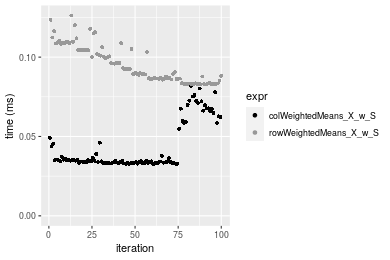 time (ms)
0.10
0.05
0.00
0
25
50
75
100
iteration
expr
colWeightedMeans_X_w_S
rowWeightedMeans_X_w_S